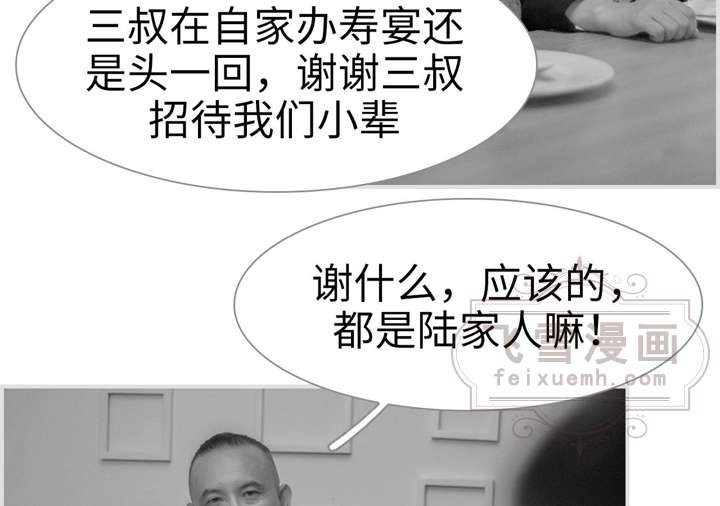 三叔在自家办寿宴还
是头一回，谢谢三叔
招待我们小辈
谢什么，应该的，
都是陆家人嘛！
飞雪漫画
feixuemh.com